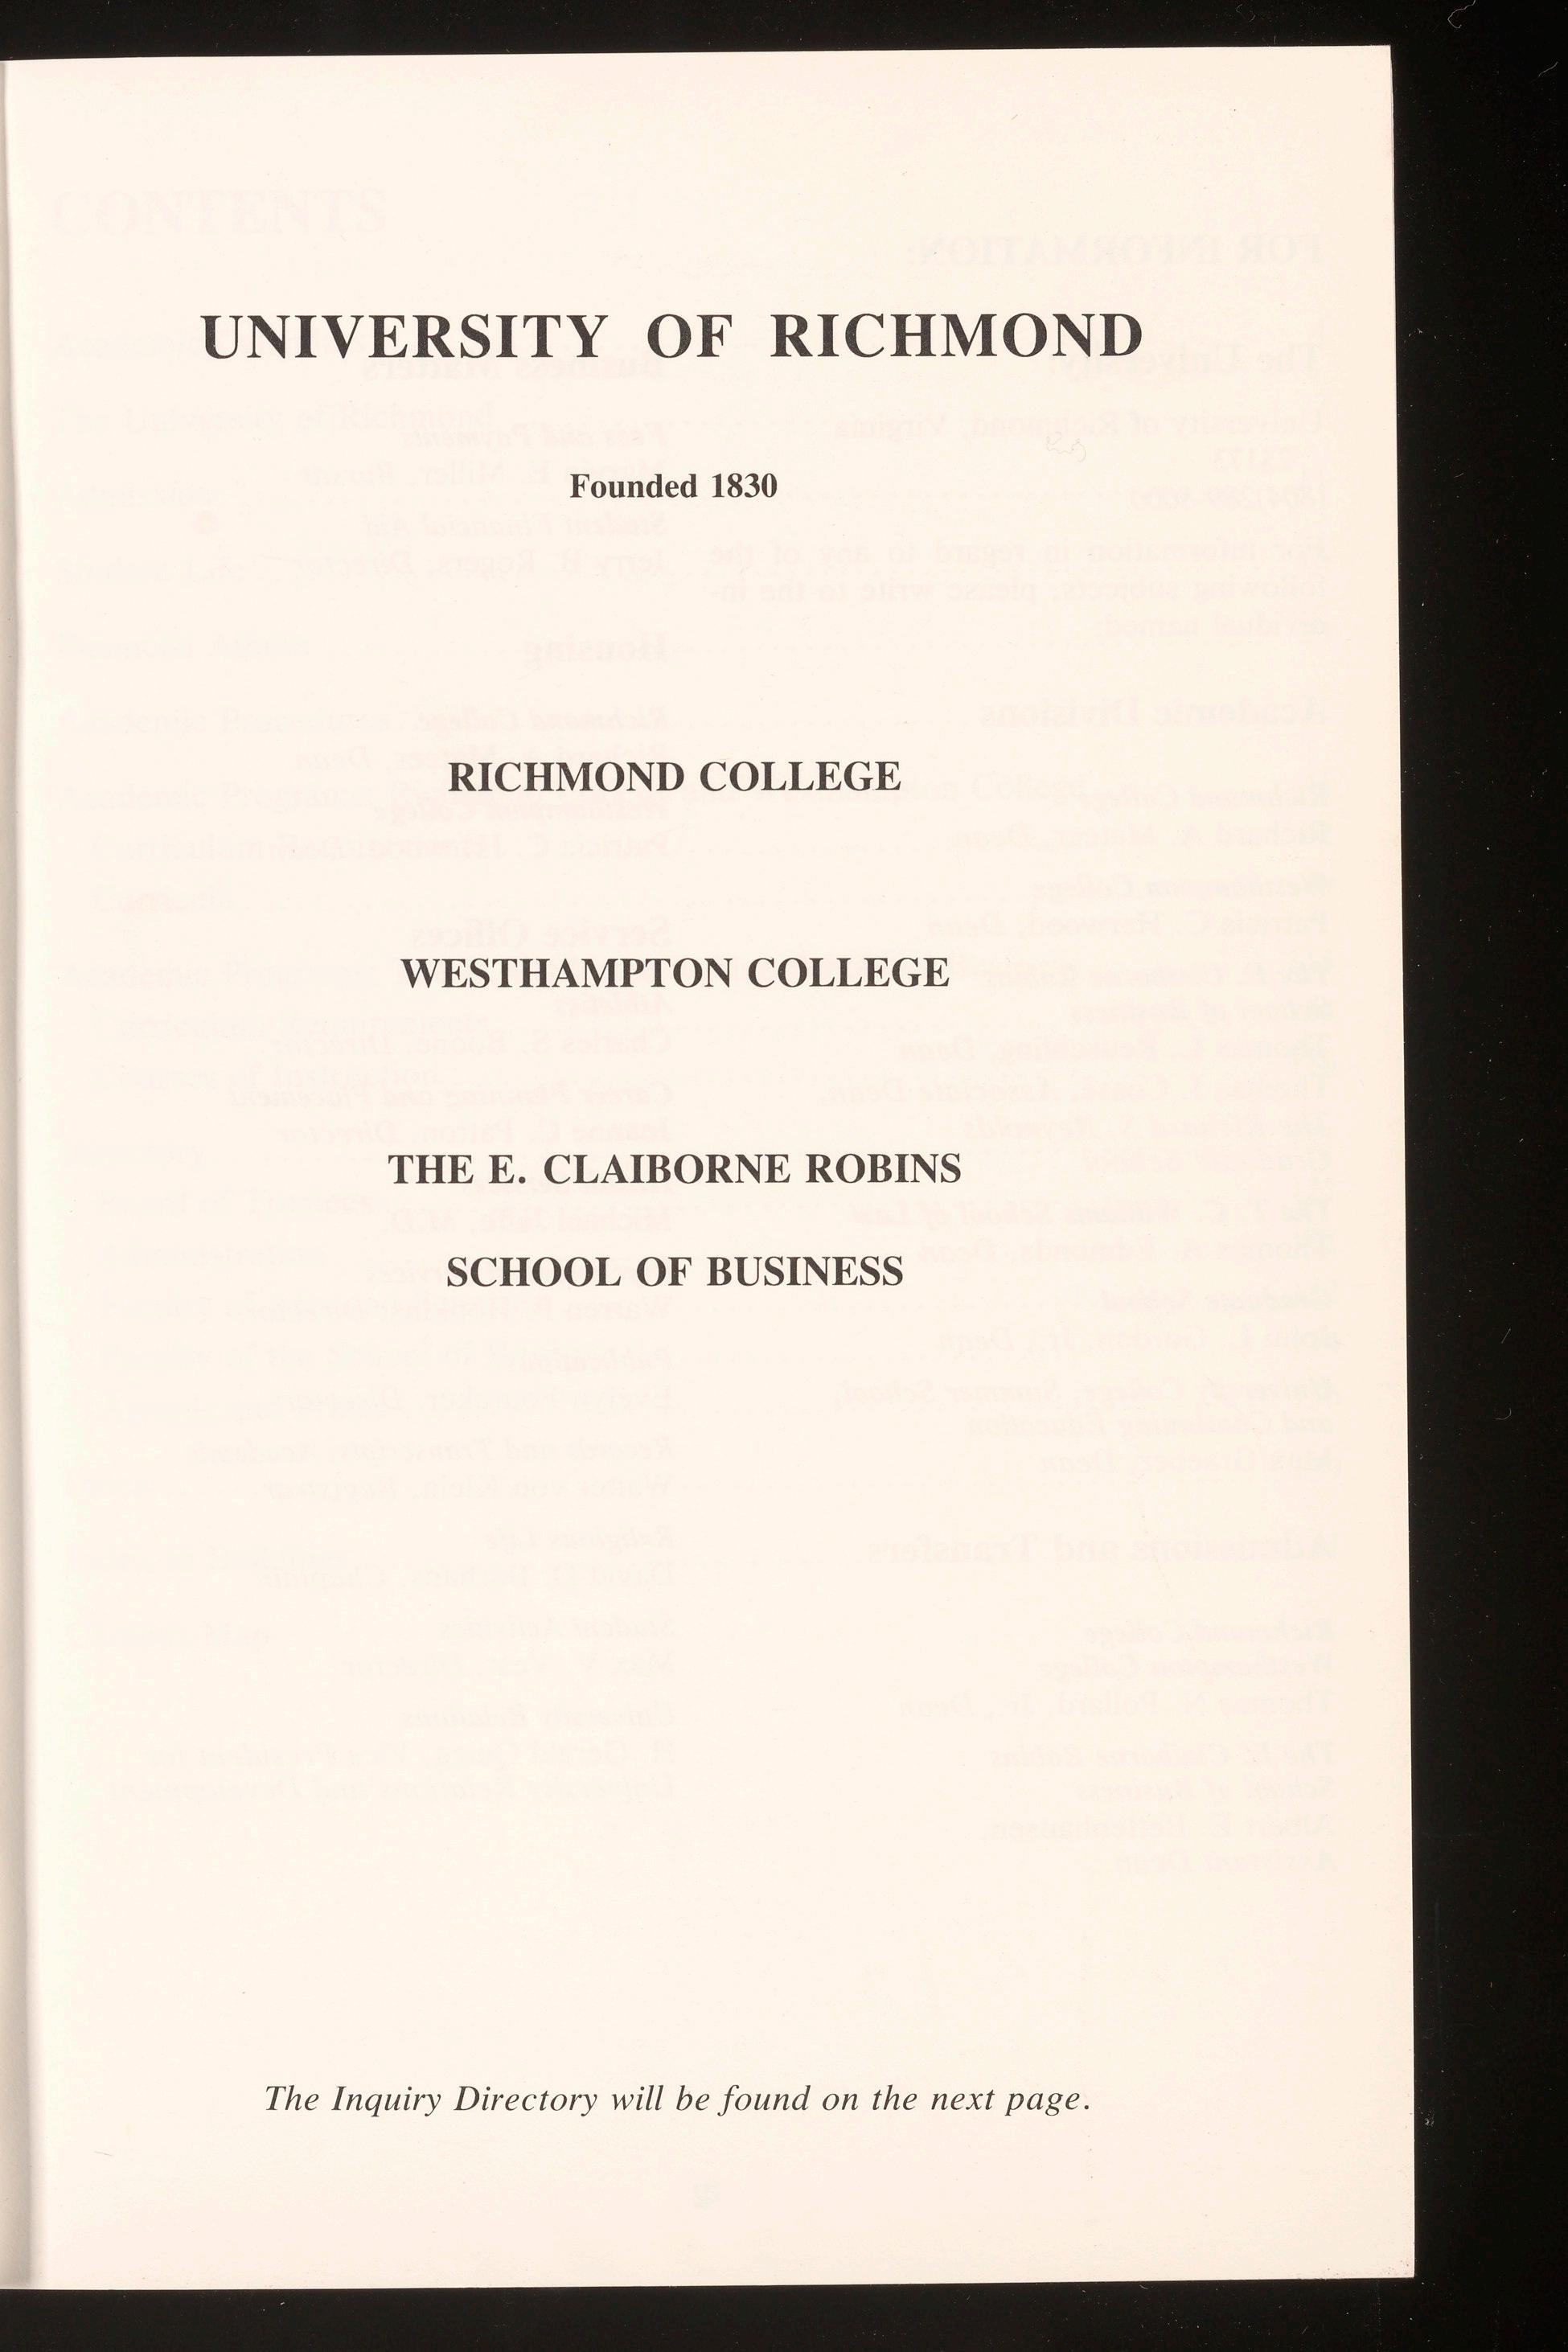 UNIVERSITY OF RICHMOND
Founded 1830
RICHMOND COLLEGE
WESTHAMPTON COLLEGE
THE E. CLAIBORNE ROBINS
SCHOOL OF BUSINESS
The Inquiry Directory will be found on the next page.